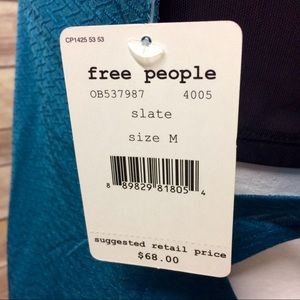 CP1425 53 53
free people
OB537987 4005
slate
size M
8 89829 81805 4
suggested retail price
$68.00